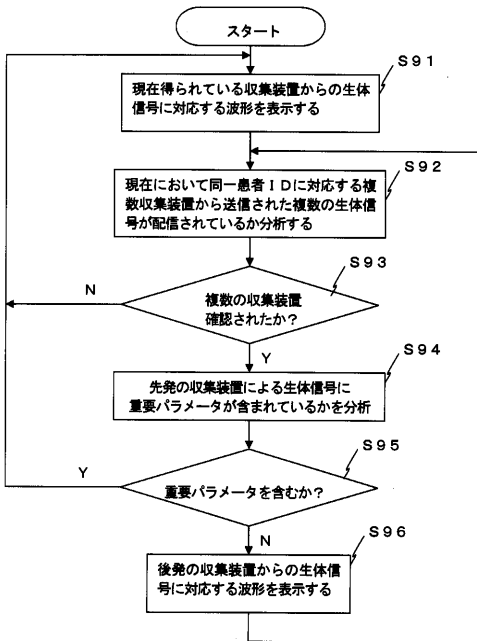 スタート
S91
現在得られている収集装置からの生体
信号に対応する波形を表示する
S92
現在において同一患者IDに対応する複
数収集装置から送信された複数の生体信
号が配信されているか分析する
S93
N
複数の収集装置
確認されたか?
Y
S94
先発の収集装置による生体信号に
重要パラメータが含まれているかを分析
S95
Y
重要パラメータを含むか?
N
S96
後発の収集装置からの生体信
号に対応する波形を表示する